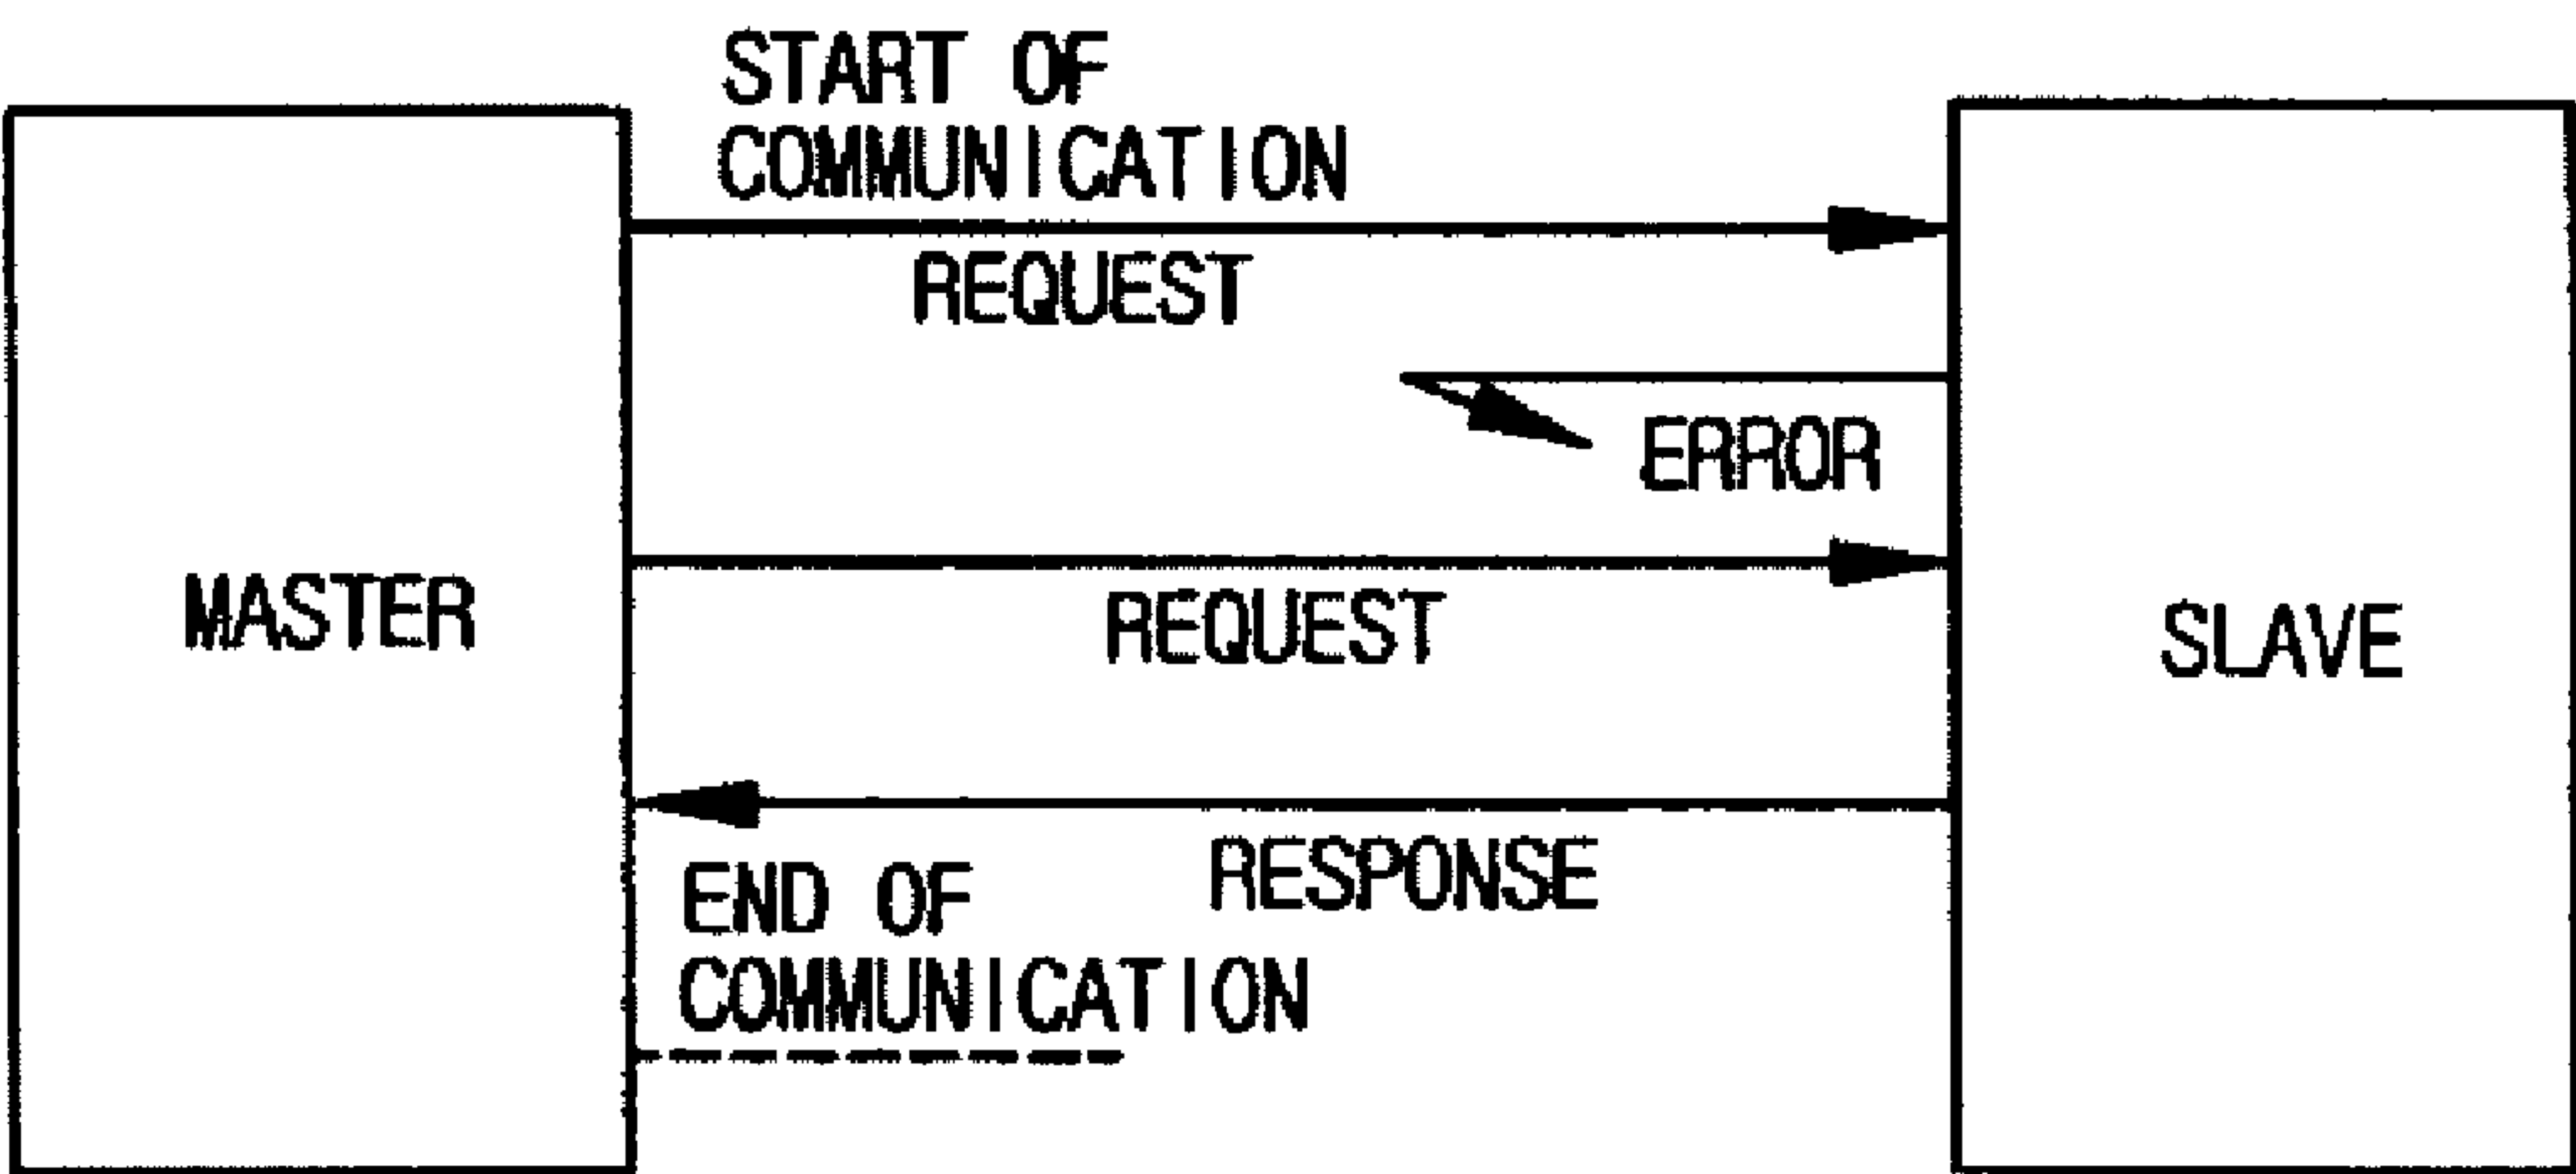 START OF
COMMUNICATION
REQUEST
ERROR
MASTER
REQUEST
SLAVE
RESPONSE
END OF
COMMUNICATION